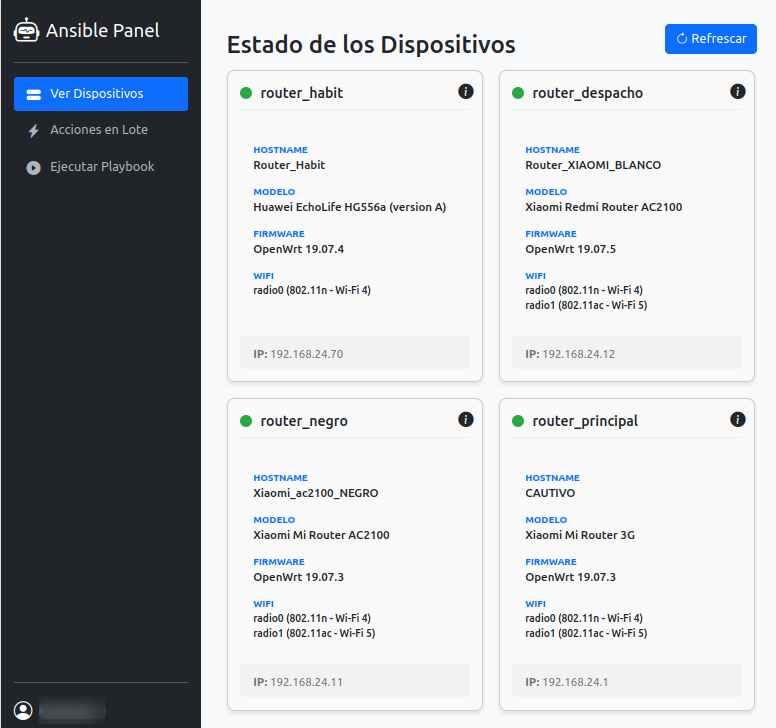 Ansible Panel
Ver Dispositivos
Acciones en Lote
Ejecutar Playbook
Estado de los Dispositivos
Refrescar
router_habit
HOSTNAME
Router_Habit
MODELO
Huawei EchoLife HG556a (version A)
FIRMWARE
OpenWrt 19.07.4
WIFI
radio0 (802.11n - Wi-Fi 4)
IP: 192.168.24.70
router_despacho
HOSTNAME
Router_XIAOMI_BLANCO
MODELO
Xiaomi Redmi Router AC2100
FIRMWARE
OpenWrt 19.07.5
WIFI
radio0 (802.11n - Wi-Fi 4)
radio1 (802.11ac - Wi-Fi 5)
IP: 192.168.24.12
router_negro
HOSTNAME
Xiaomi_ac2100_NEGRO
MODELO
Xiaomi Mi Router AC2100
FIRMWARE
OpenWrt 19.07.3
WIFI
radio0 (802.11n - Wi-Fi 4)
radio1 (802.11ac - Wi-Fi 5)
IP: 192.168.24.11
router_principal
HOSTNAME
CAUTIVO
MODELO
Xiaomi Mi Router 3G
FIRMWARE
OpenWrt 19.07.3
WIFI
radio0 (802.11n - Wi-Fi 4)
radio1 (802.11ac - Wi-Fi 5)
IP: 192.168.24.1